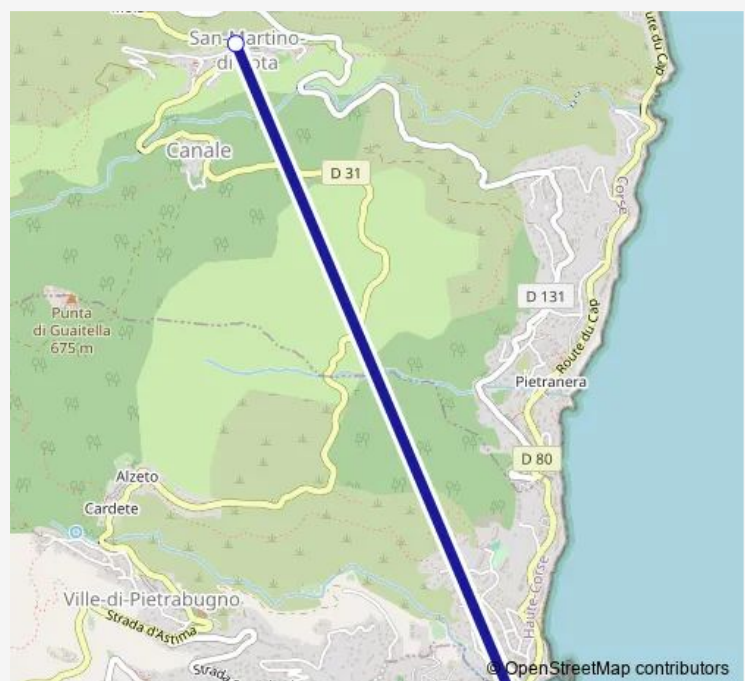 San-Martino-
di-Lota
Route du Cap
Canale
D 31
Corse
Punta
di Guaitella
675 m
D 131
Route du Cap
Pietranera
D 80
Alzeto
Cardete
Haute-Corse
Ville-di-Pietrabugno
Strada d'Astima
Strada
© OpenStreetMap contributors